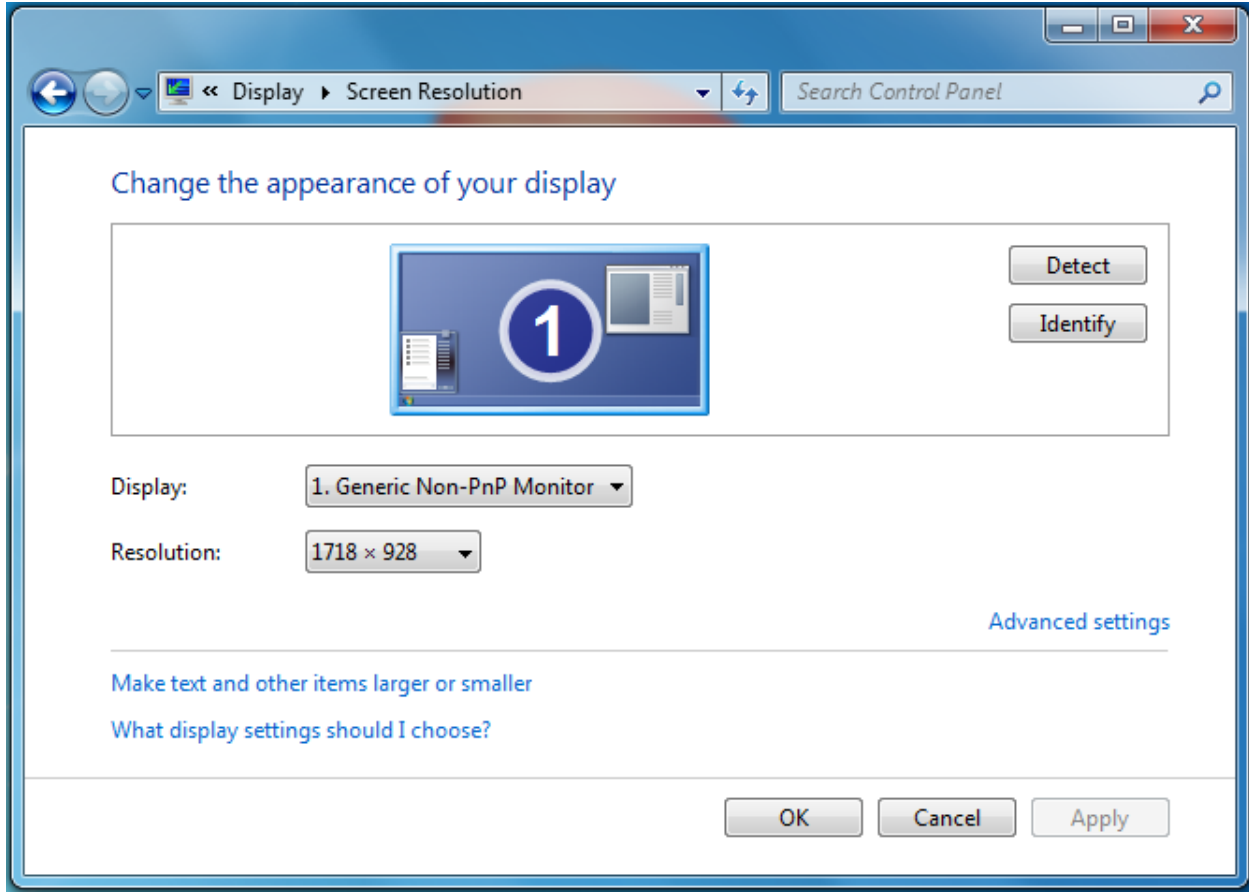 « Display ▸ Screen Resolution
Search Control Panel
Change the appearance of your display
1
Detect
Identify
Display: 1. Generic Non-PnP Monitor
Resolution: 1718 × 928
Advanced settings
Make text and other items larger or smaller
What display settings should I choose?
OK Cancel Apply